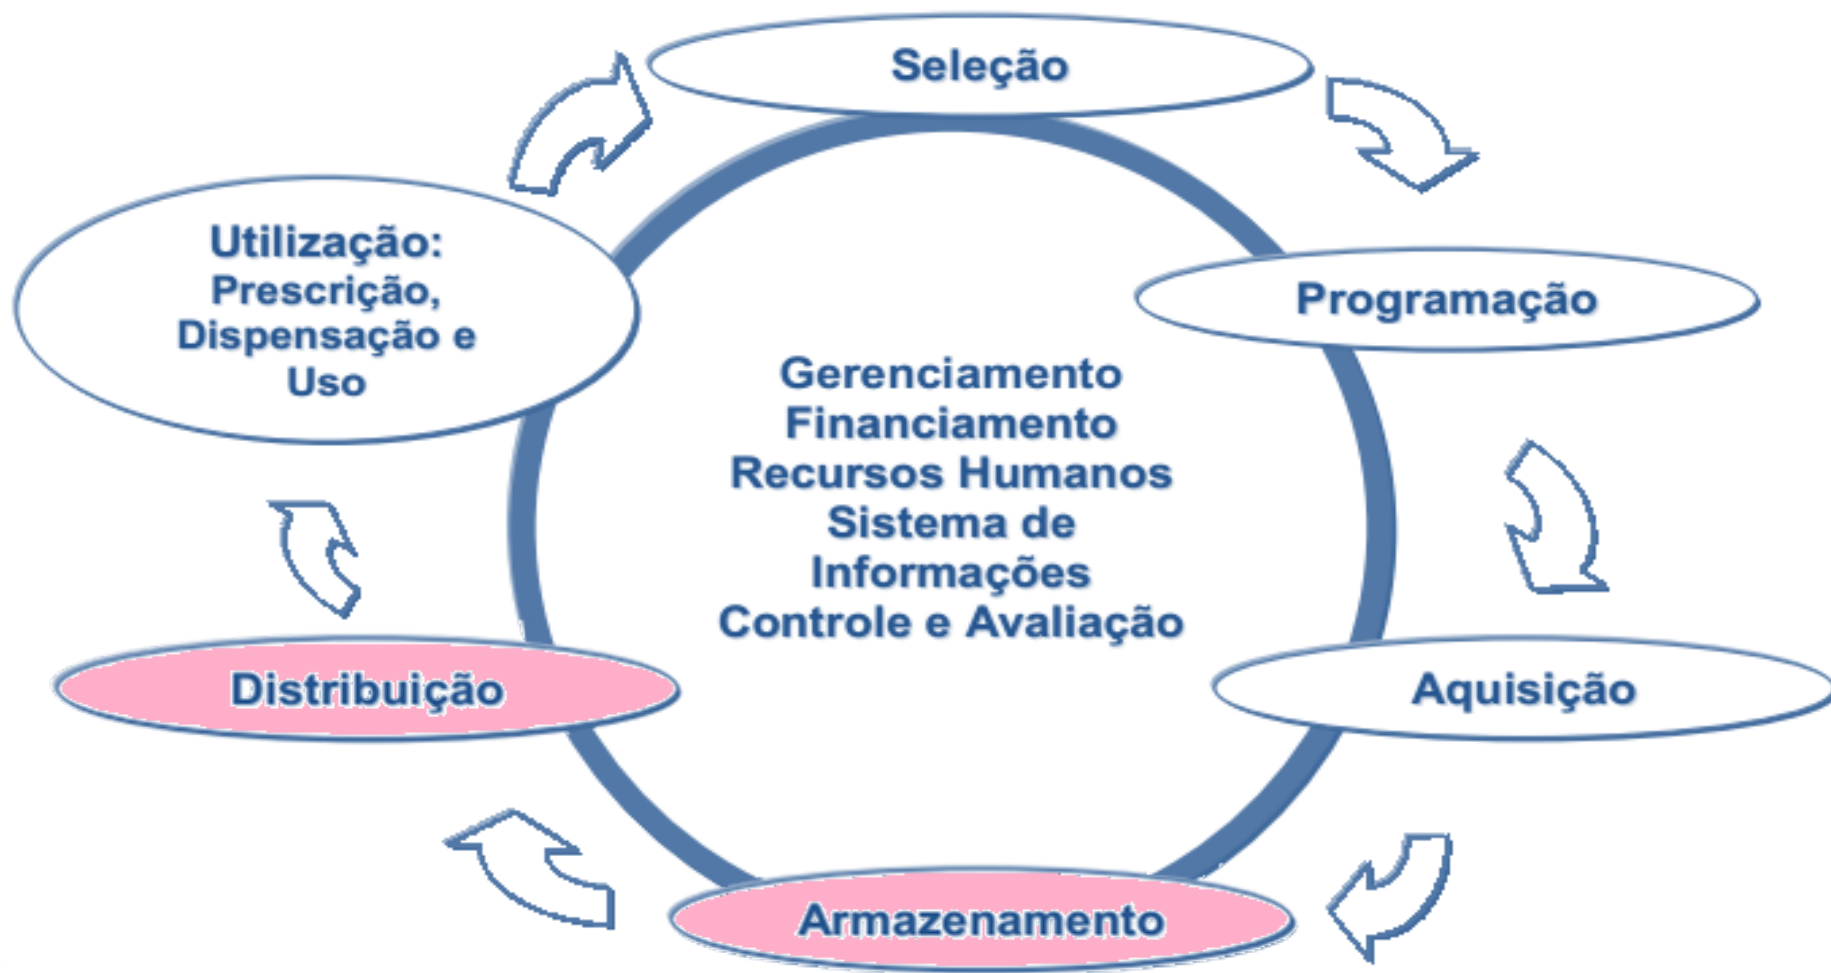 Seleção
Programação
Aquisição
Armazenamento
Distribuição
Utilização:
Prescrição,
Dispensação e
Uso
Gerenciamento
Financiamento
Recursos Humanos
Sistema de
Informações
Controle e Avaliação